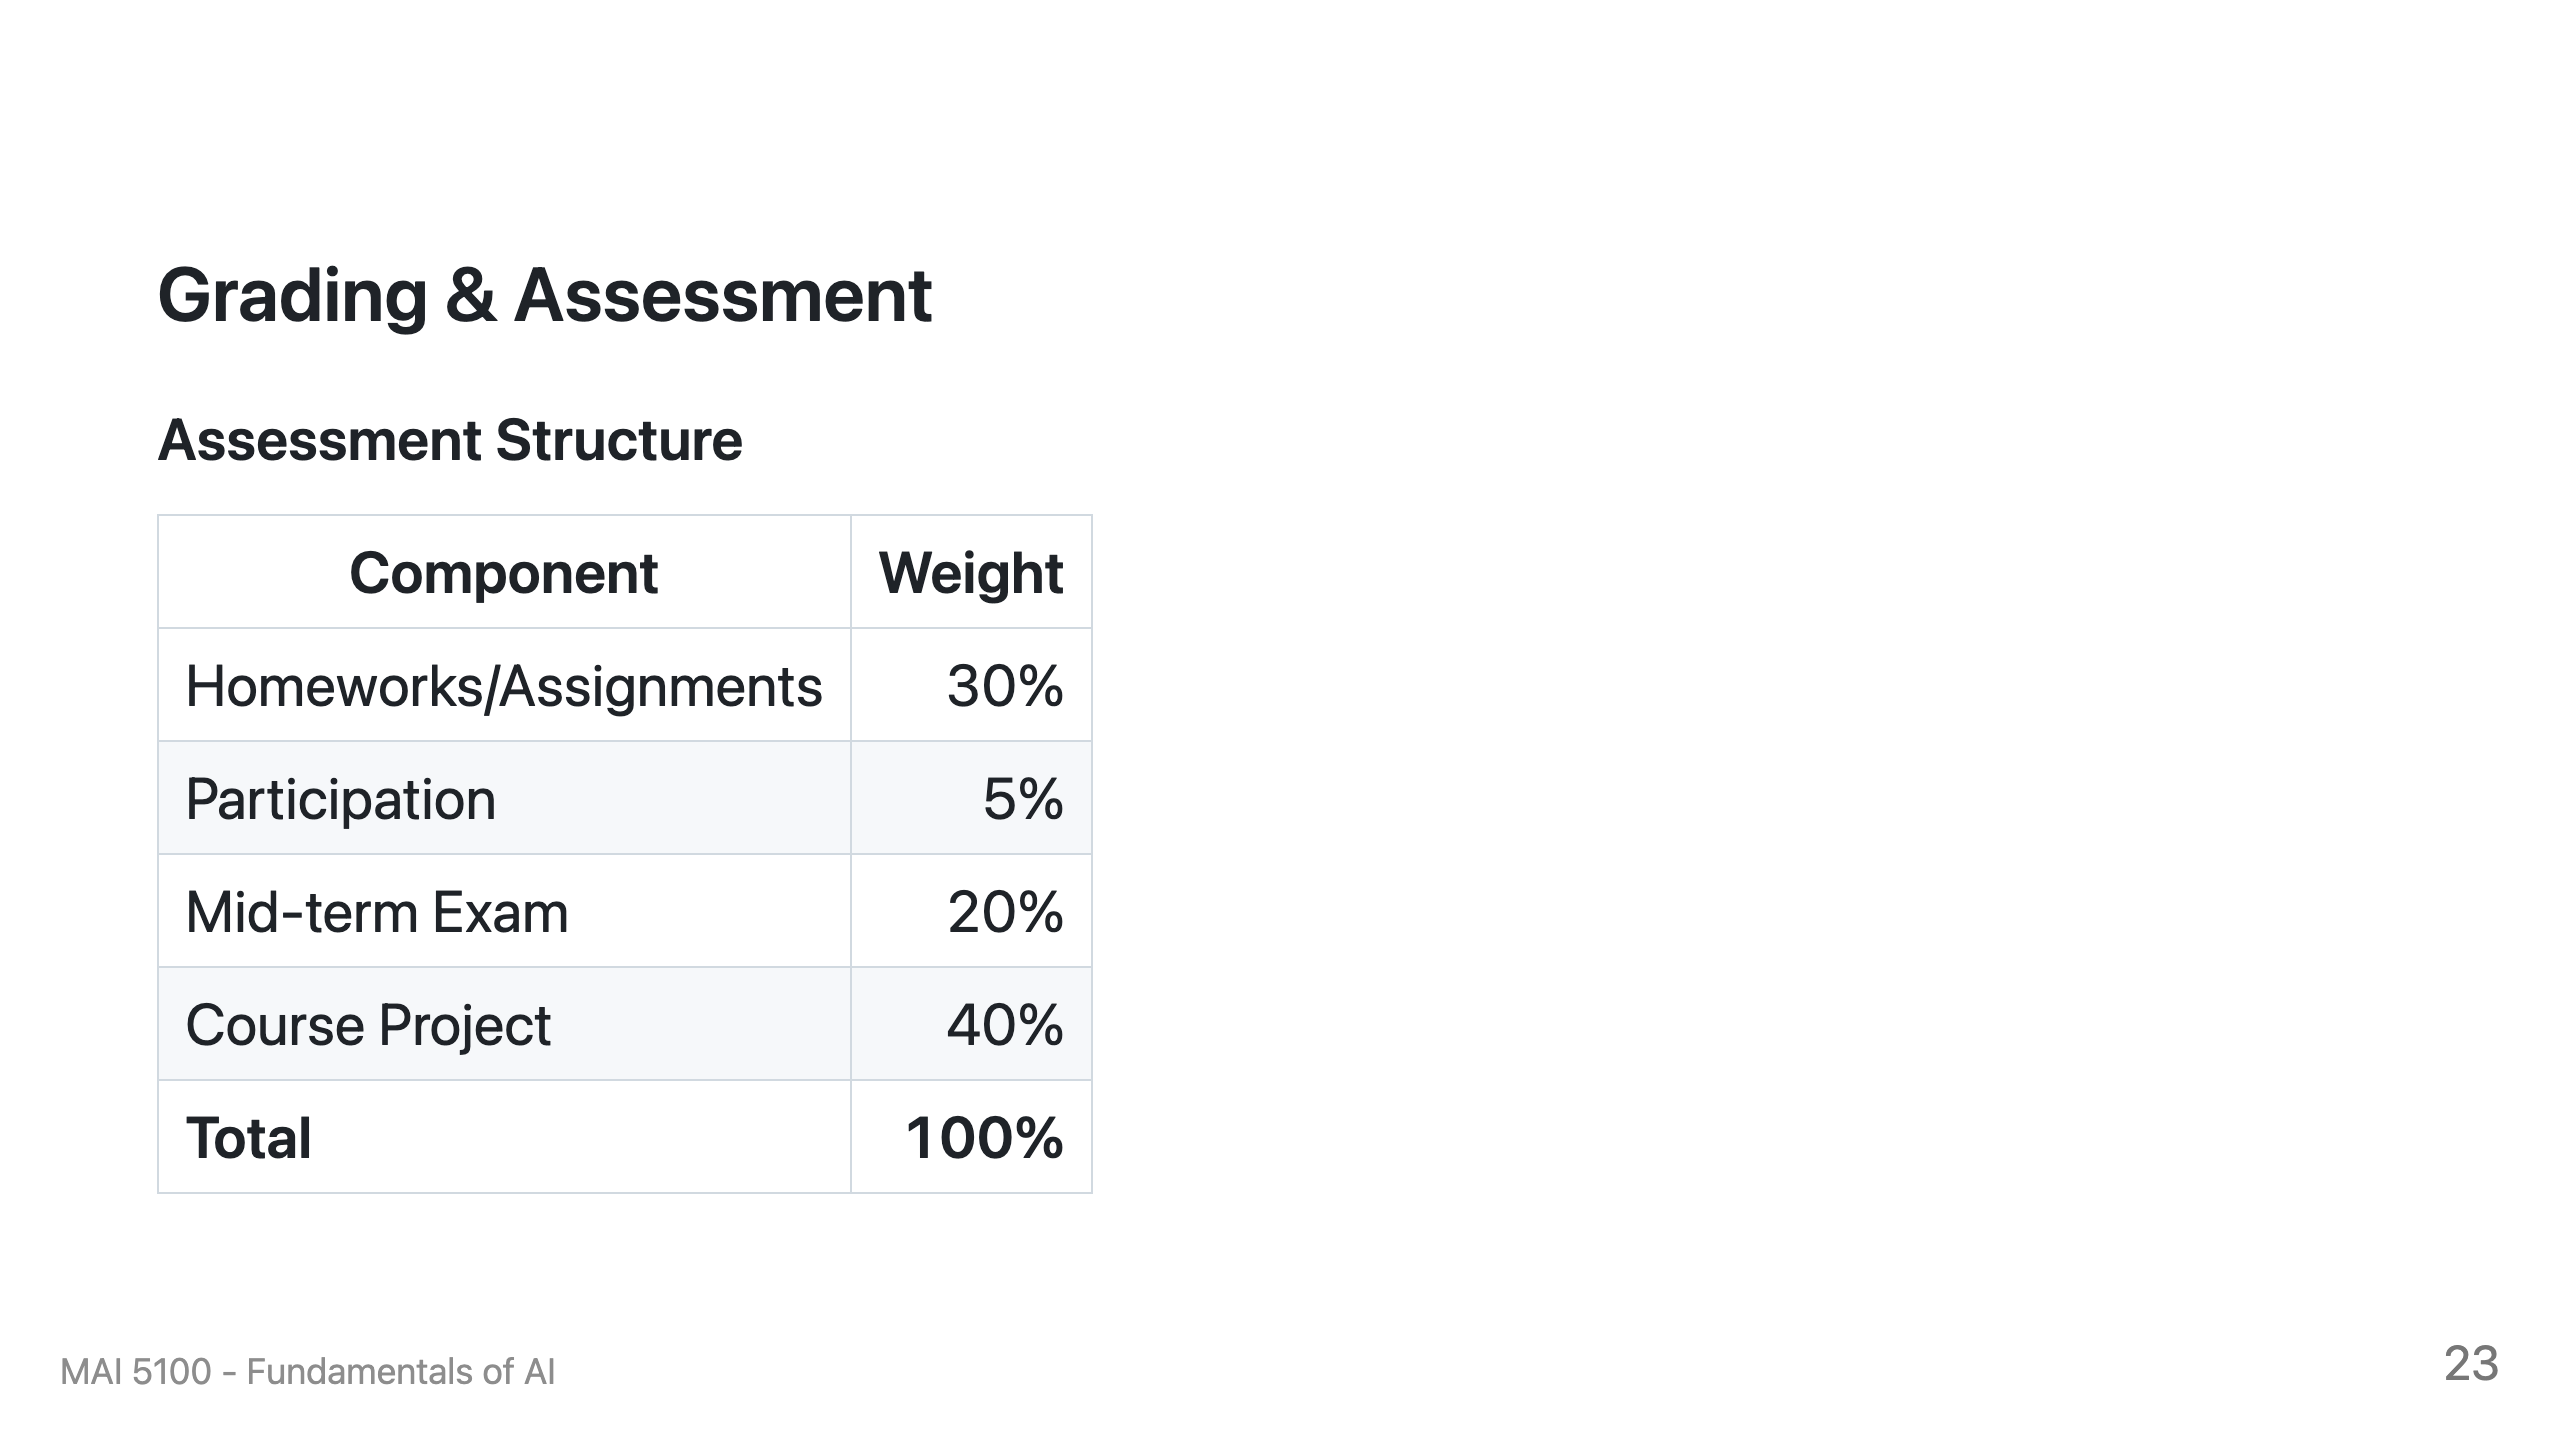 Grading & Assessment
Assessment Structure
Component Weight
Homeworks/Assignments 30%
Participation 5%
Mid-term Exam 20%
Course Project 40%
Total 100%
MAI 5100 - Fundamentals of AI 23